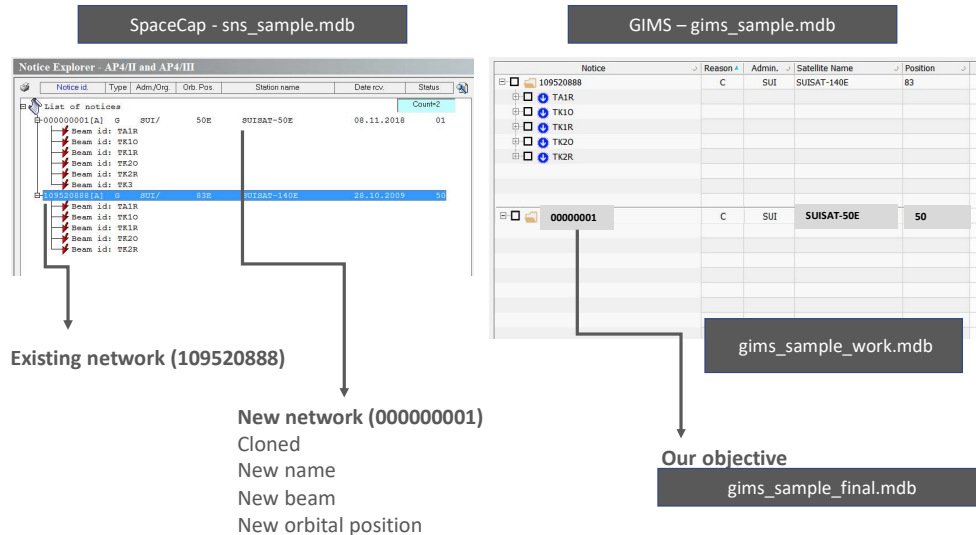 SpaceCap - sns_sample.mdb
GIMS – gims_sample.mdb
Notice Explorer - AP4/II and AP4/III
Notice id. Type Adm./Org. Orb. Pos. Station name Date rcv. Status
List of notices Count=2
000000001[A] G SUI/ 50E SUISAT-50E 08.11.2018 01
Beam id: TA1R
Beam id: TK1O
Beam id: TK1R
Beam id: TK2O
Beam id: TK2R
Beam id: TK3
109520888[A] G SUI/ 83E SUISAT-140E 28.10.2009 50
Beam id: TA1R
Beam id: TK1O
Beam id: TK1R
Beam id: TK2O
Beam id: TK2R
Notice Reason Admin. Satellite Name Position
109520888 C SUI SUISAT-140E 83
TA1R
TK1O
TK1R
TK2O
TK2R
00000001 C SUI SUISAT-50E 50
gims_sample_work.mdb
Existing network (109520888)
New network (000000001)
Cloned
New name
New beam
New orbital position
Our objective
gims_sample_final.mdb